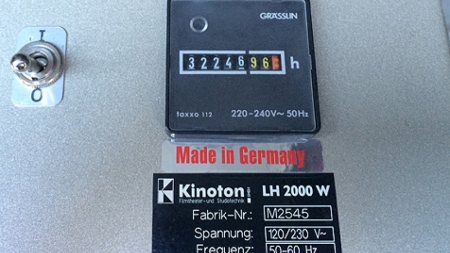 GRÄSSLIN
I
3224696 h
O
taxxo 112 220-240V~ 50Hz
Made in Germany
Kinoton GmbH LH 2000 W
Filmtheater- und Studiotechnik
Fabrik-Nr.: M2545
Spannung: 120/230 V~
Frequenz: 50-60 Hz